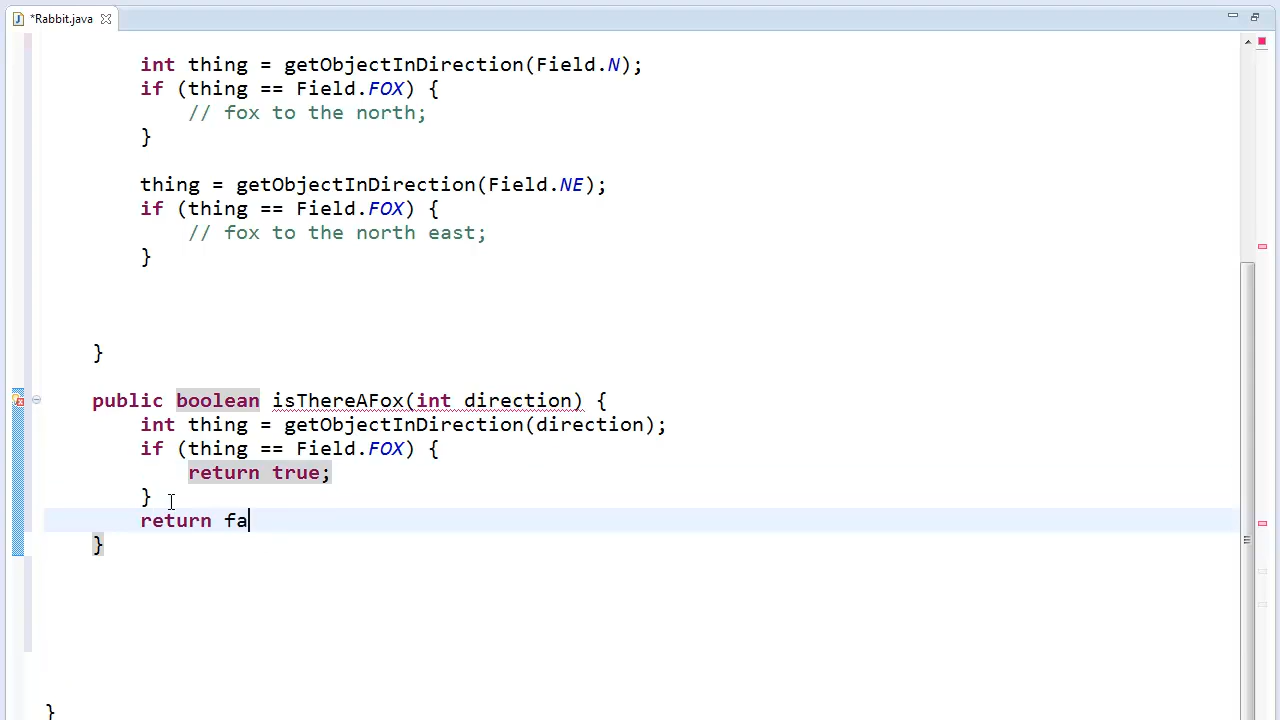 *Rabbit.java
int thing = getObjectInDirection(Field.N);
if (thing == Field.FOX) {
// fox to the north;
}
thing = getObjectInDirection(Field.NE);
if (thing == Field.FOX) {
// fox to the north east;
}
}
public boolean isThereAFox(int direction) {
int thing = getObjectInDirection(direction);
if (thing == Field.FOX) {
return true;
}
return fa
}
}